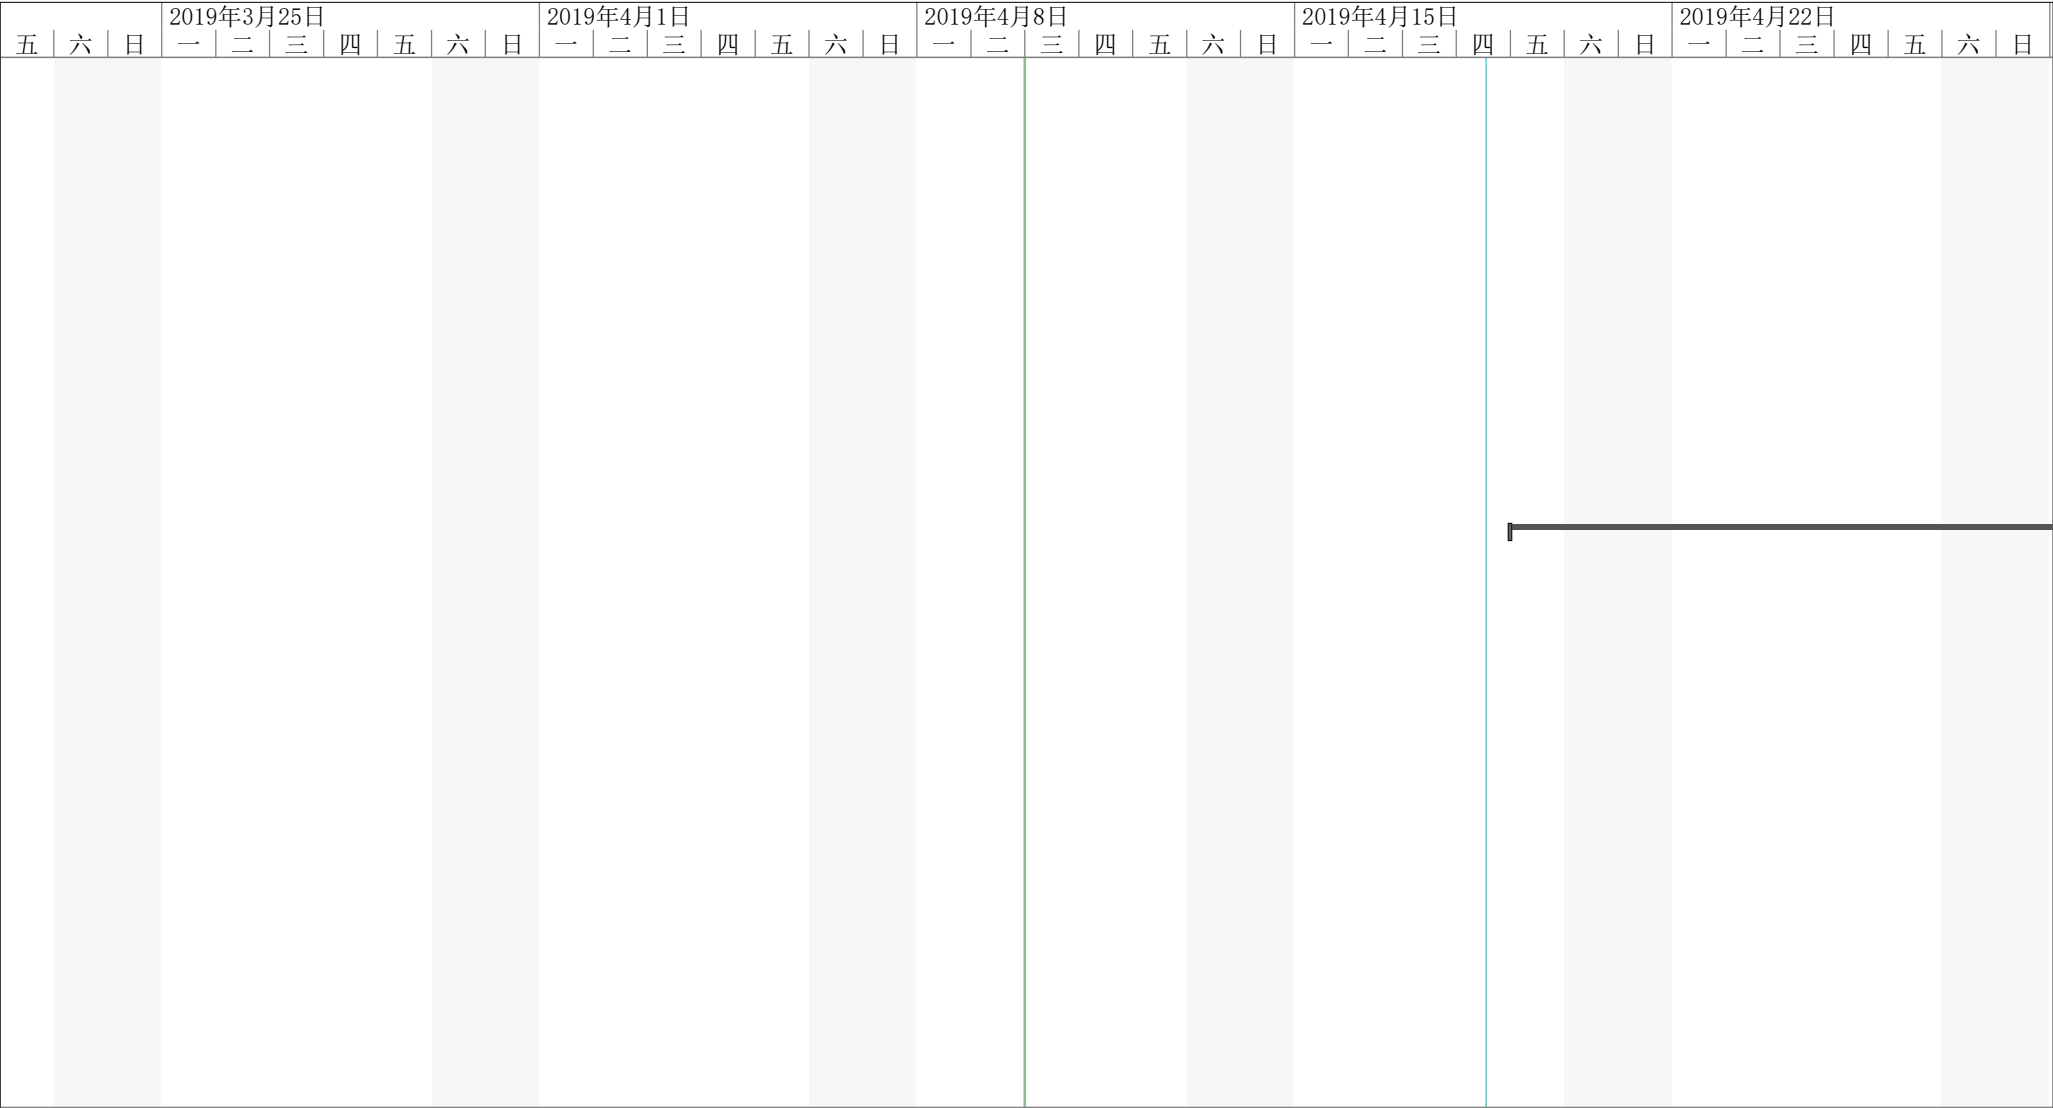 2019年3月25日 2019年4月1日 2019年4月8日 2019年4月15日 2019年4月22日
五 六 日 一 二 三 四 五 六 日 一 二 三 四 五 六 日 一 二 三 四 五 六 日 一 二 三 四 五 六 日 一 二 三 四 五 六 日